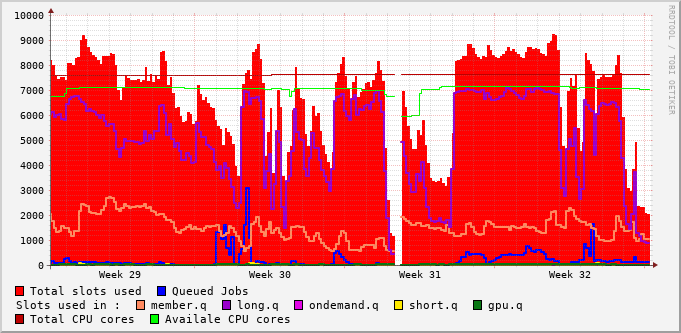 10000
9000
8000
7000
6000
5000
4000
3000
2000
1000
0
Week 29 Week 30 Week 31 Week 32
RRDTOOL / TOBI OETIKER
Total slots used Queued Jobs
Slots used in : member.q long.q ondemand.q short.q gpu.q
Total CPU cores Availale CPU cores